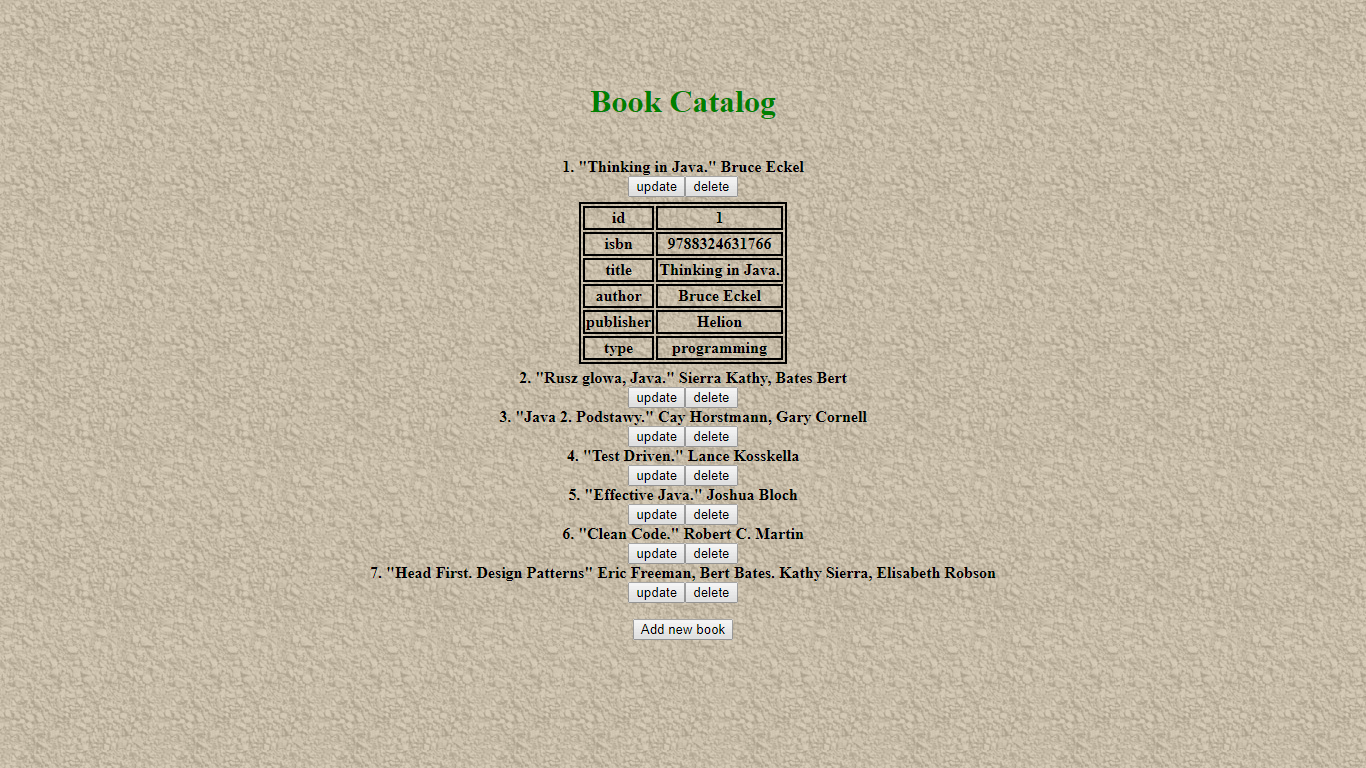 Book Catalog
1. "Thinking in Java." Bruce Eckel
update delete
id 1
isbn 9788324631766
title Thinking in Java.
author Bruce Eckel
publisher Helion
type programming
2. "Rusz glowa, Java." Sierra Kathy, Bates Bert
update delete
3. "Java 2. Podstawy." Cay Horstmann, Gary Cornell
update delete
4. "Test Driven." Lance Kosskella
update delete
5. "Effective Java." Joshua Bloch
update delete
6. "Clean Code." Robert C. Martin
update delete
7. "Head First. Design Patterns" Eric Freeman, Bert Bates. Kathy Sierra, Elisabeth Robson
update delete
Add new book